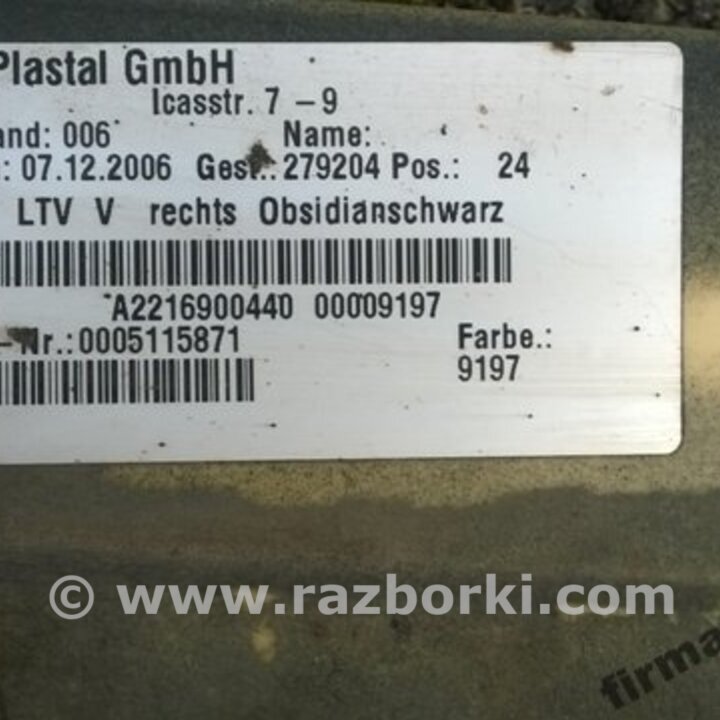 Plastal GmbH
Icasstr. 7 -9
and: 006 Name:
: 07.12.2006 Gest.: 279204 Pos.: 24
LTV V rechts Obsidianschwarz
A2216900440 00009197
-Nr.:0005115871 Farbe.:
9197
© www.razborki.com
firma